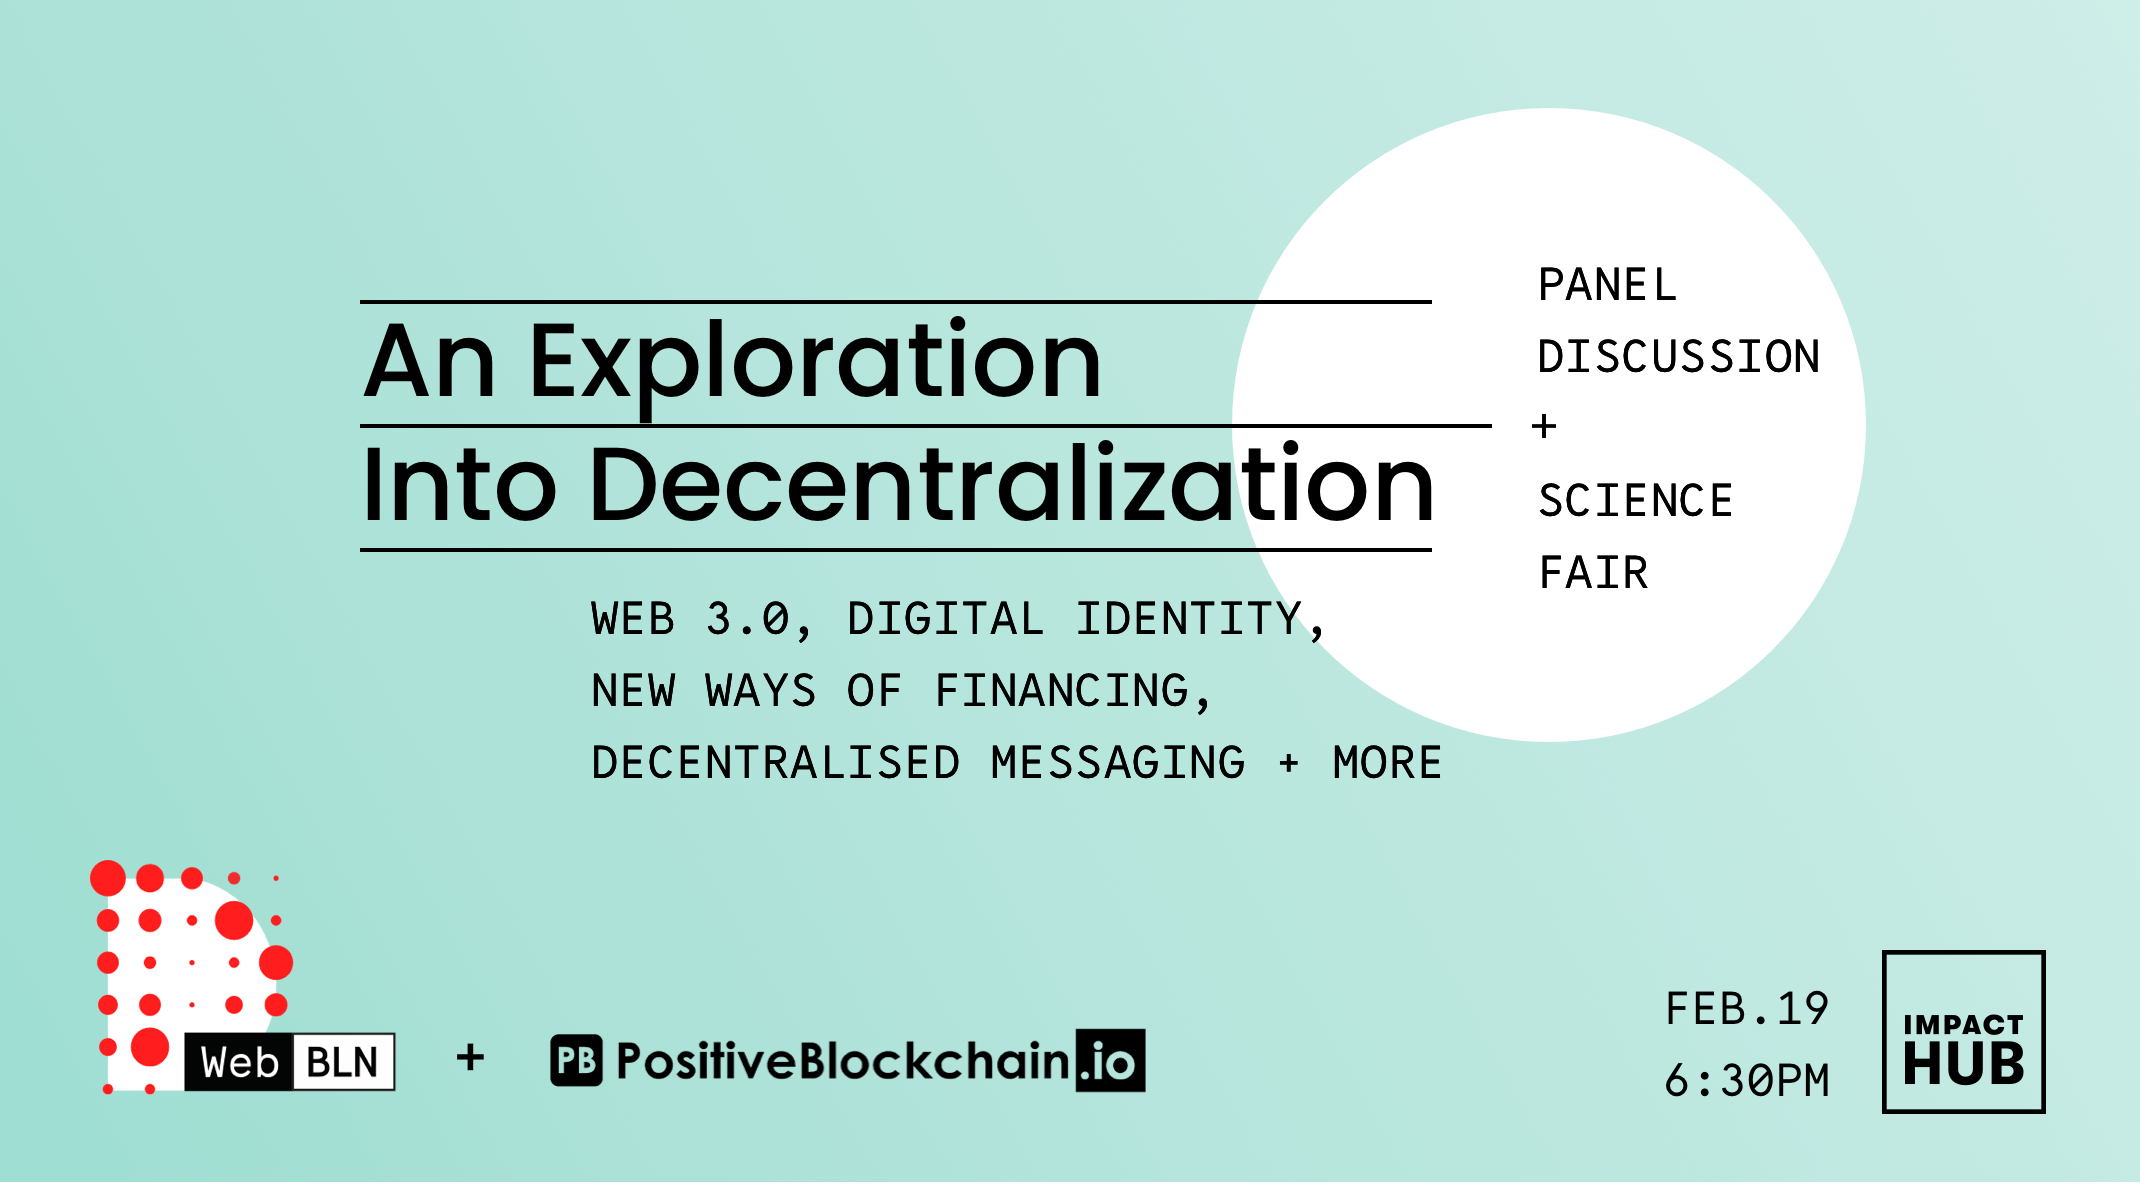 An Exploration
Into Decentralization
PANEL
DISCUSSION
+
SCIENCE
FAIR
WEB 3.0, DIGITAL IDENTITY,
NEW WAYS OF FINANCING,
DECENTRALISED MESSAGING + MORE
Web BLN + PB PositiveBlockchain.io
FEB.19
6:30PM
IMPACT
HUB